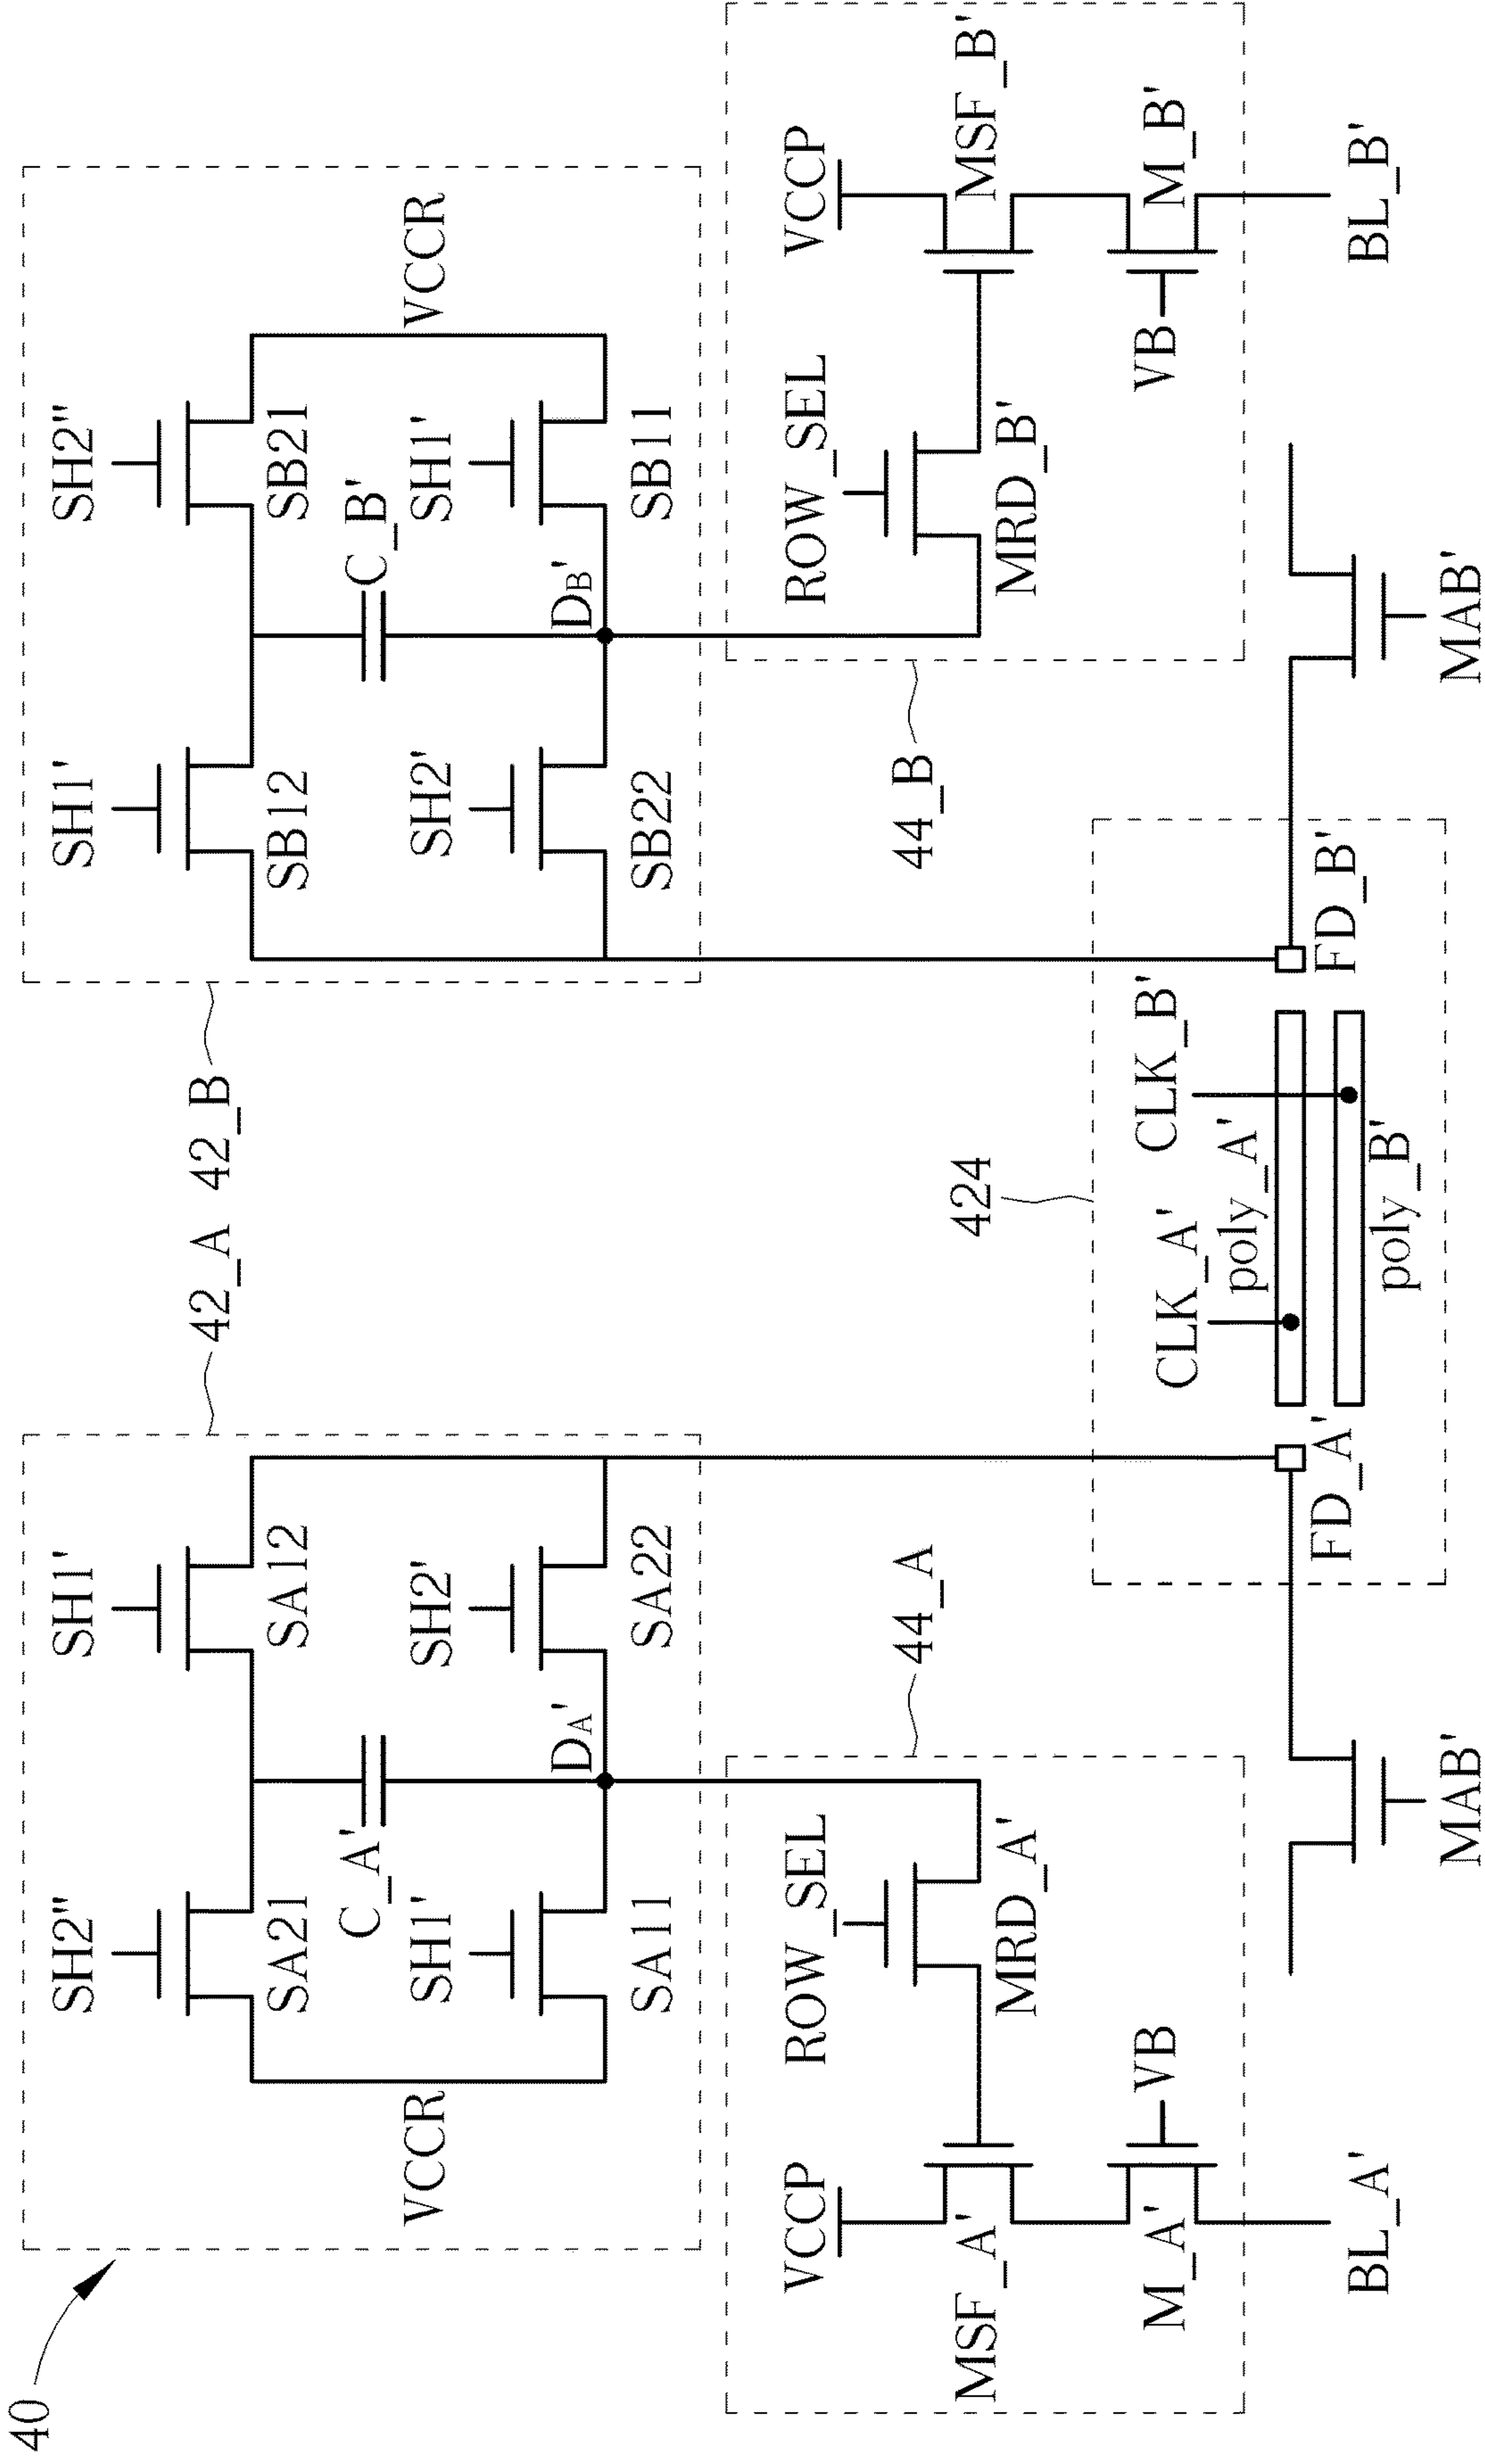 40
42_A
42_B
SH2"
SH1'
SH1'
SH2"
SA21
SA12
SB12
SB21
C_A'
C_B'
VCCR
SH1'
SH2'
SH2'
SH1'
VCCR
DA'
DB'
SA11
SA22
SB22
SB11
VCCP
ROW_SEL
ROW_SEL
VCCP
44_A
44_B
MSF_A'
MRD_A'
424
MRD_B'
MSF_B'
M_A'
VB
CLK_A'
CLK_B'
VB
M_B'
poly_A'
FD_A'
FD_B'
BL_A'
poly_B'
BL_B'
MAB'
MAB'